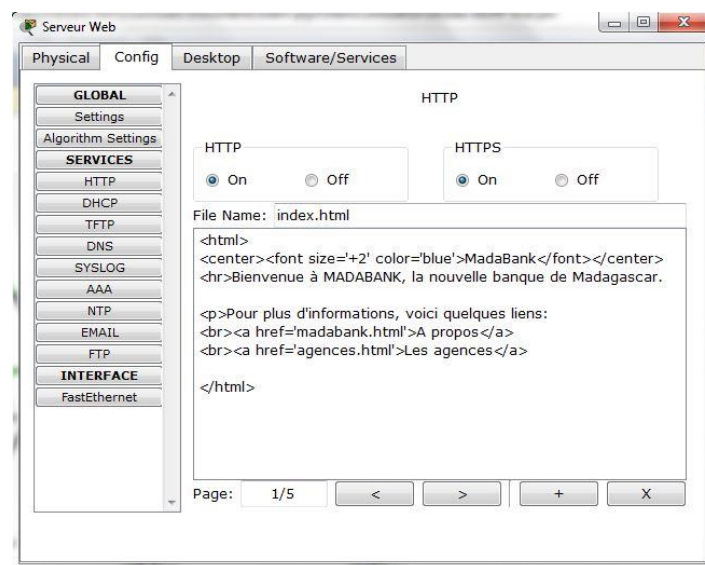 Serveur Web
Physical Config Desktop Software/Services
GLOBAL
Settings
Algorithm Settings
SERVICES
HTTP
DHCP
TFTP
DNS
SYSLOG
AAA
NTP
EMAIL
FTP
INTERFACE
FastEthernet
HTTP
HTTP
On Off
HTTPS
On Off
File Name: index.html
<html>
<center><font size='+2' color='blue'>MadaBank</font></center>
<hr>Bienvenue à MADABANK, la nouvelle banque de Madagascar.
<p>Pour plus d'informations, voici quelques liens:
<br><a href='madabank.html'>A propos</a>
<br><a href='agences.html'>Les agences</a>
</html>
Page: 1/5 < > + X